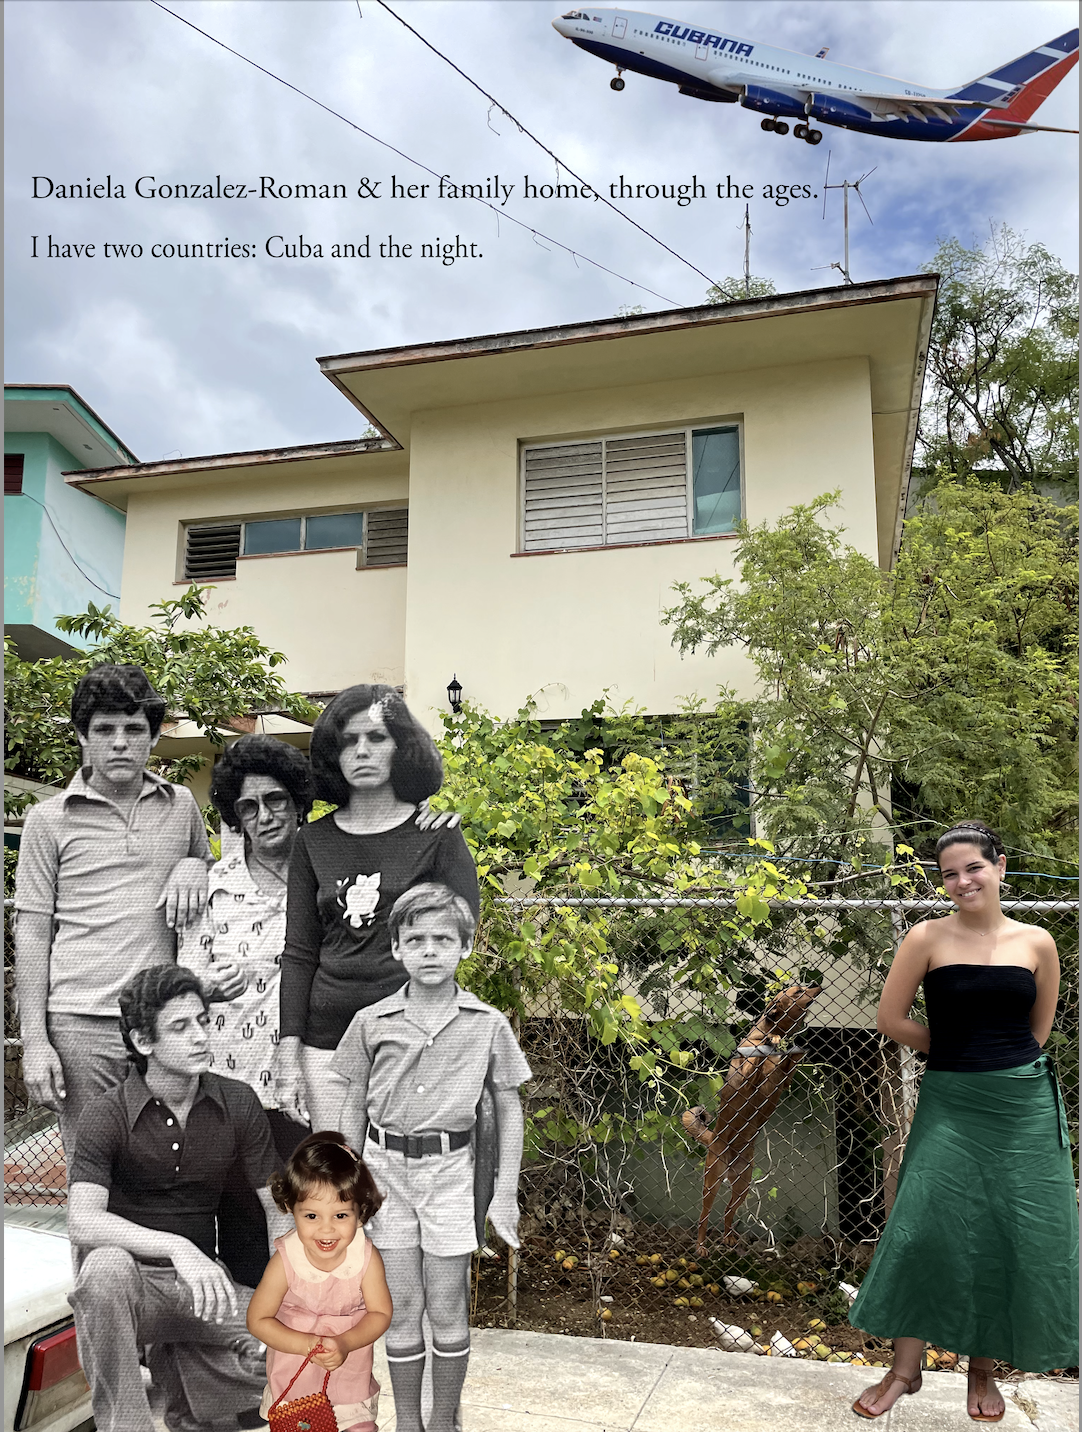 CUBANA
Daniela Gonzalez-Roman & her family home, through the ages.
I have two countries: Cuba and the night.